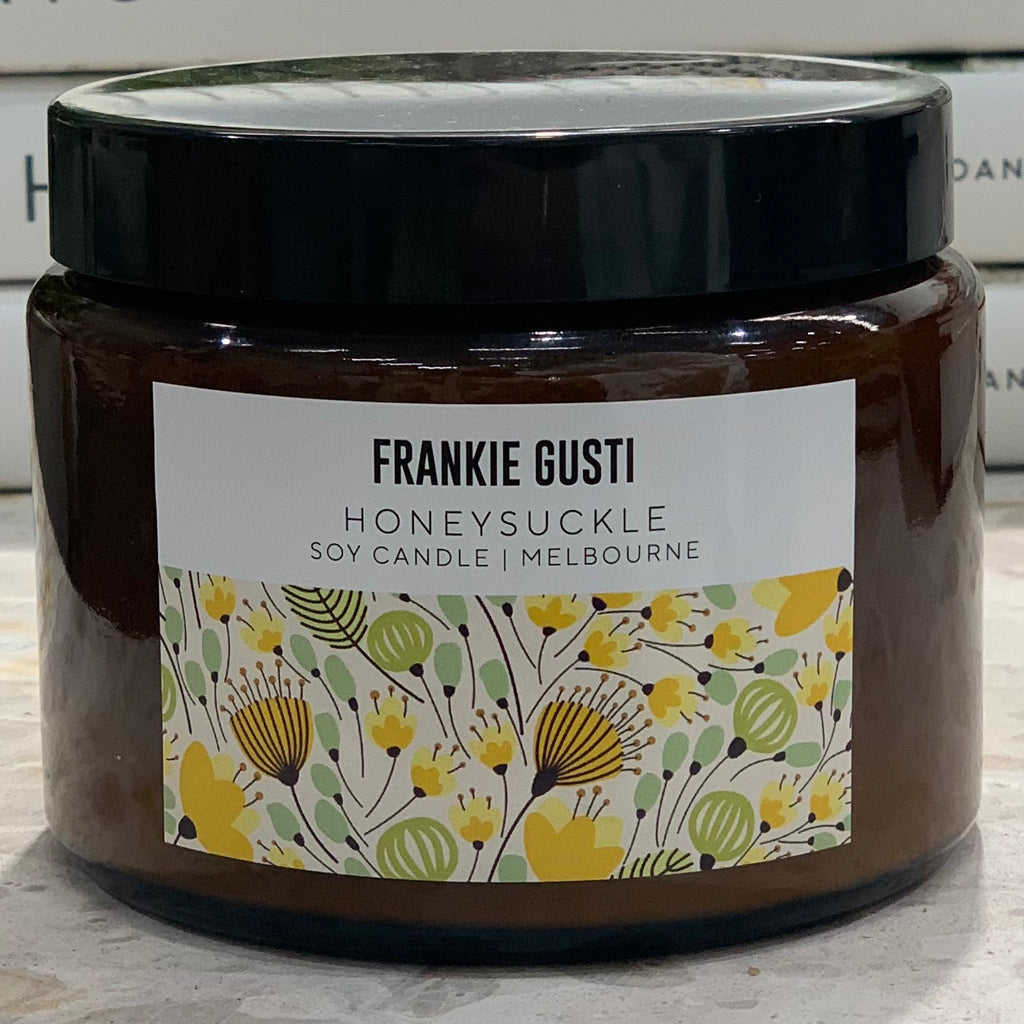 FRANKIE GUSTI
HONEYSUCKLE
SOY CANDLE | MELBOURNE